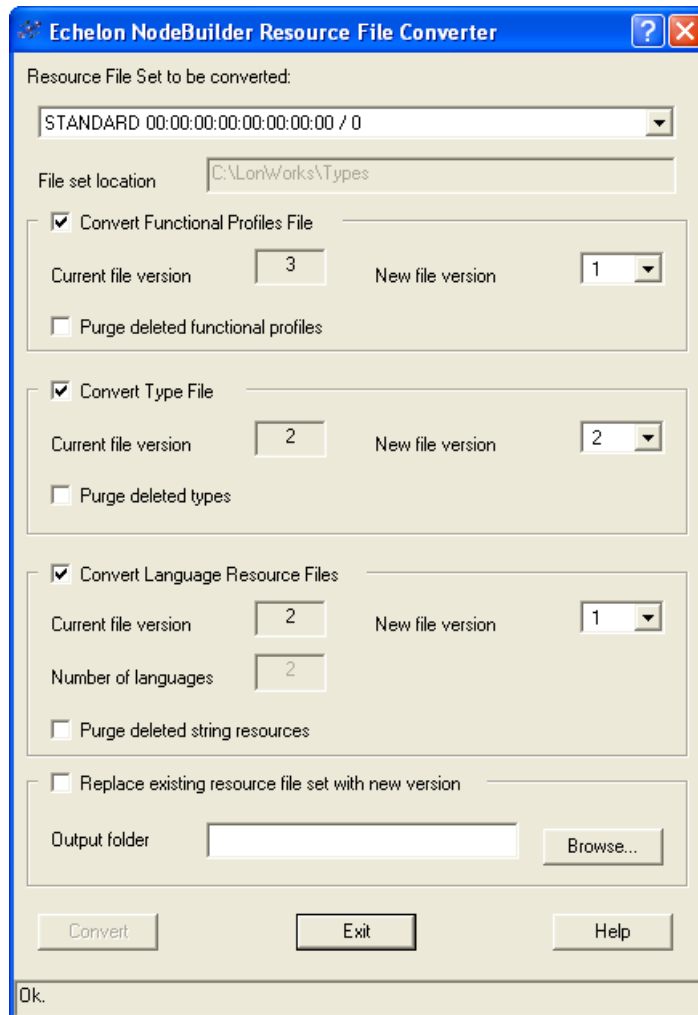 Echelon NodeBuilder Resource File Converter
Resource File Set to be converted:
STANDARD 00:00:00:00:00:00:00:00 / 0
File set location C:\LonWorks\Types
Convert Functional Profiles File
Current file version 3 New file version 1
Purge deleted functional profiles
Convert Type File
Current file version 2 New file version 2
Purge deleted types
Convert Language Resource Files
Current file version 2 New file version 1
Number of languages 2
Purge deleted string resources
Replace existing resource file set with new version
Output folder Browse...
Convert Exit Help
Ok.